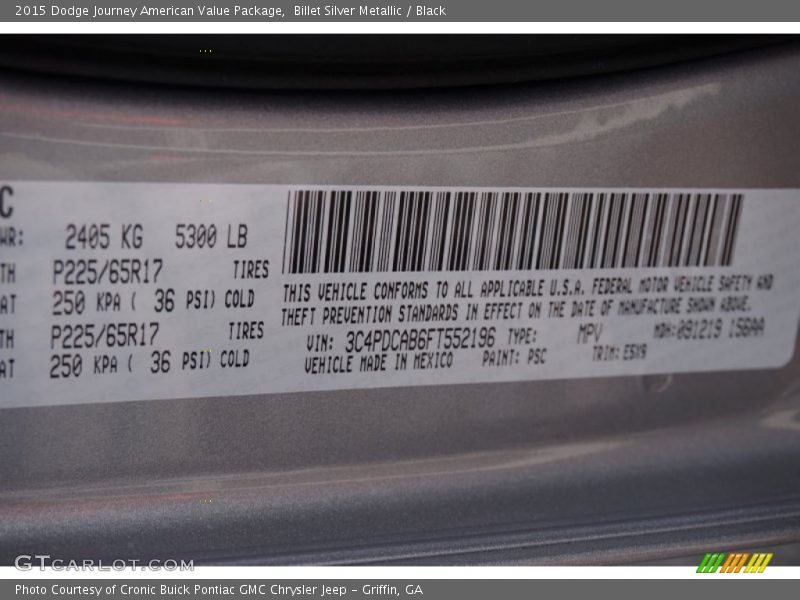 2015 Dodge Journey American Value Package, Billet Silver Metallic / Black
C
WR: 2405 KG 5300 LB
TH P225/65R17 TIRES
AT 250 KPA ( 36 PSI) COLD
TH P225/65R17 TIRES
AT 250 KPA ( 36 PSI) COLD
THIS VEHICLE CONFORMS TO ALL APPLICABLE U.S.A. FEDERAL MOTOR VEHICLE SAFETY AND
THEFT PREVENTION STANDARDS IN EFFECT ON THE DATE OF MANUFACTURE SHOWN ABOVE.
VIN: 3C4PDCAB6FT552196 TYPE: MPV MDH: 091219 156AA
VEHICLE MADE IN MEXICO PAINT: PSC TRIM: E5X9
GTCARLOT.COM
Photo Courtesy of Cronic Buick Pontiac GMC Chrysler Jeep - Griffin, GA